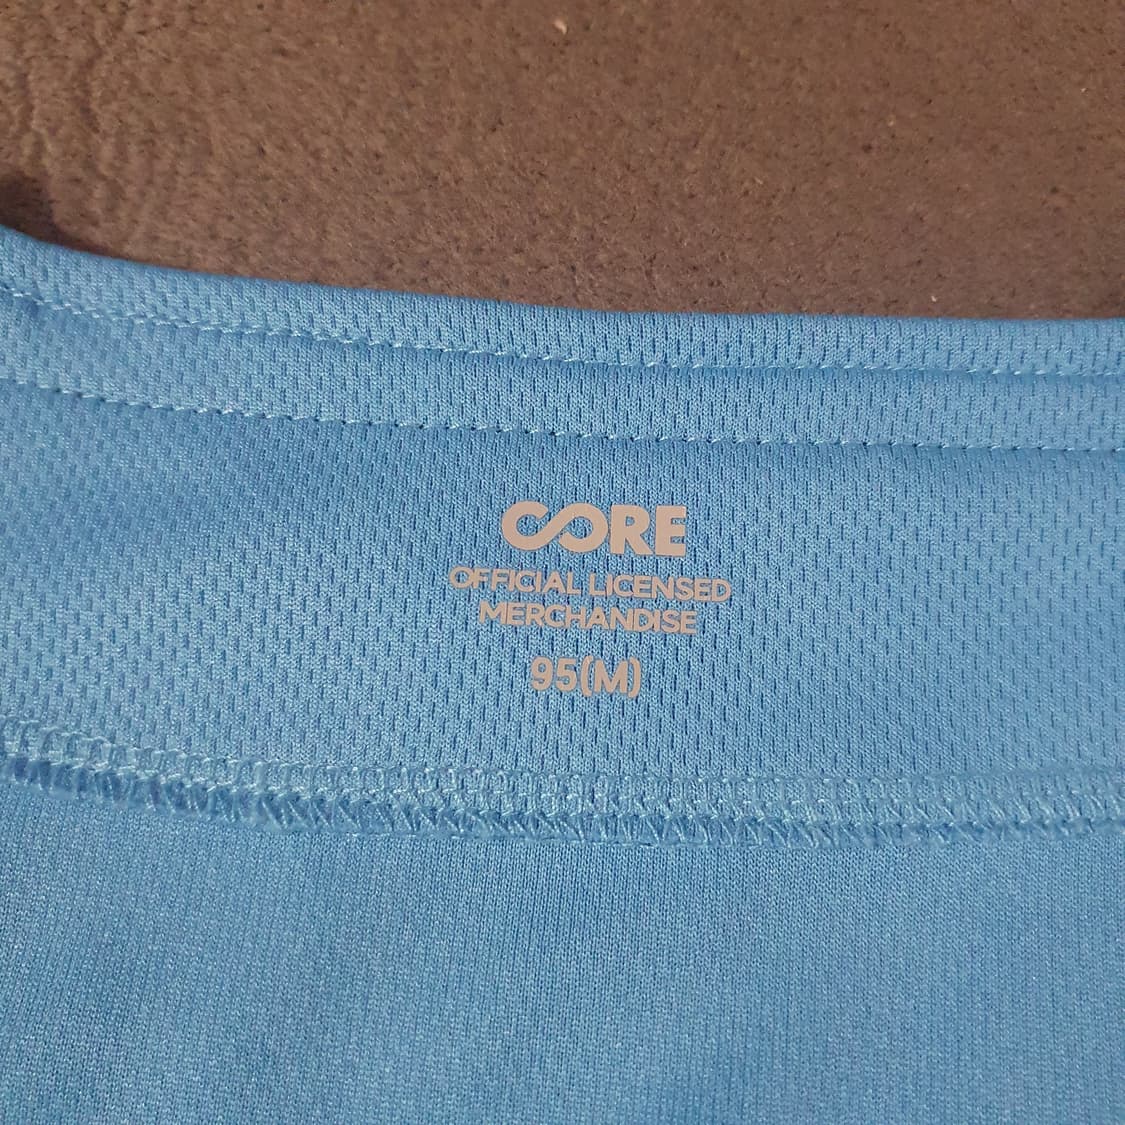 CORE
OFFICIAL LICENSED
MERCHANDISE
95(M)